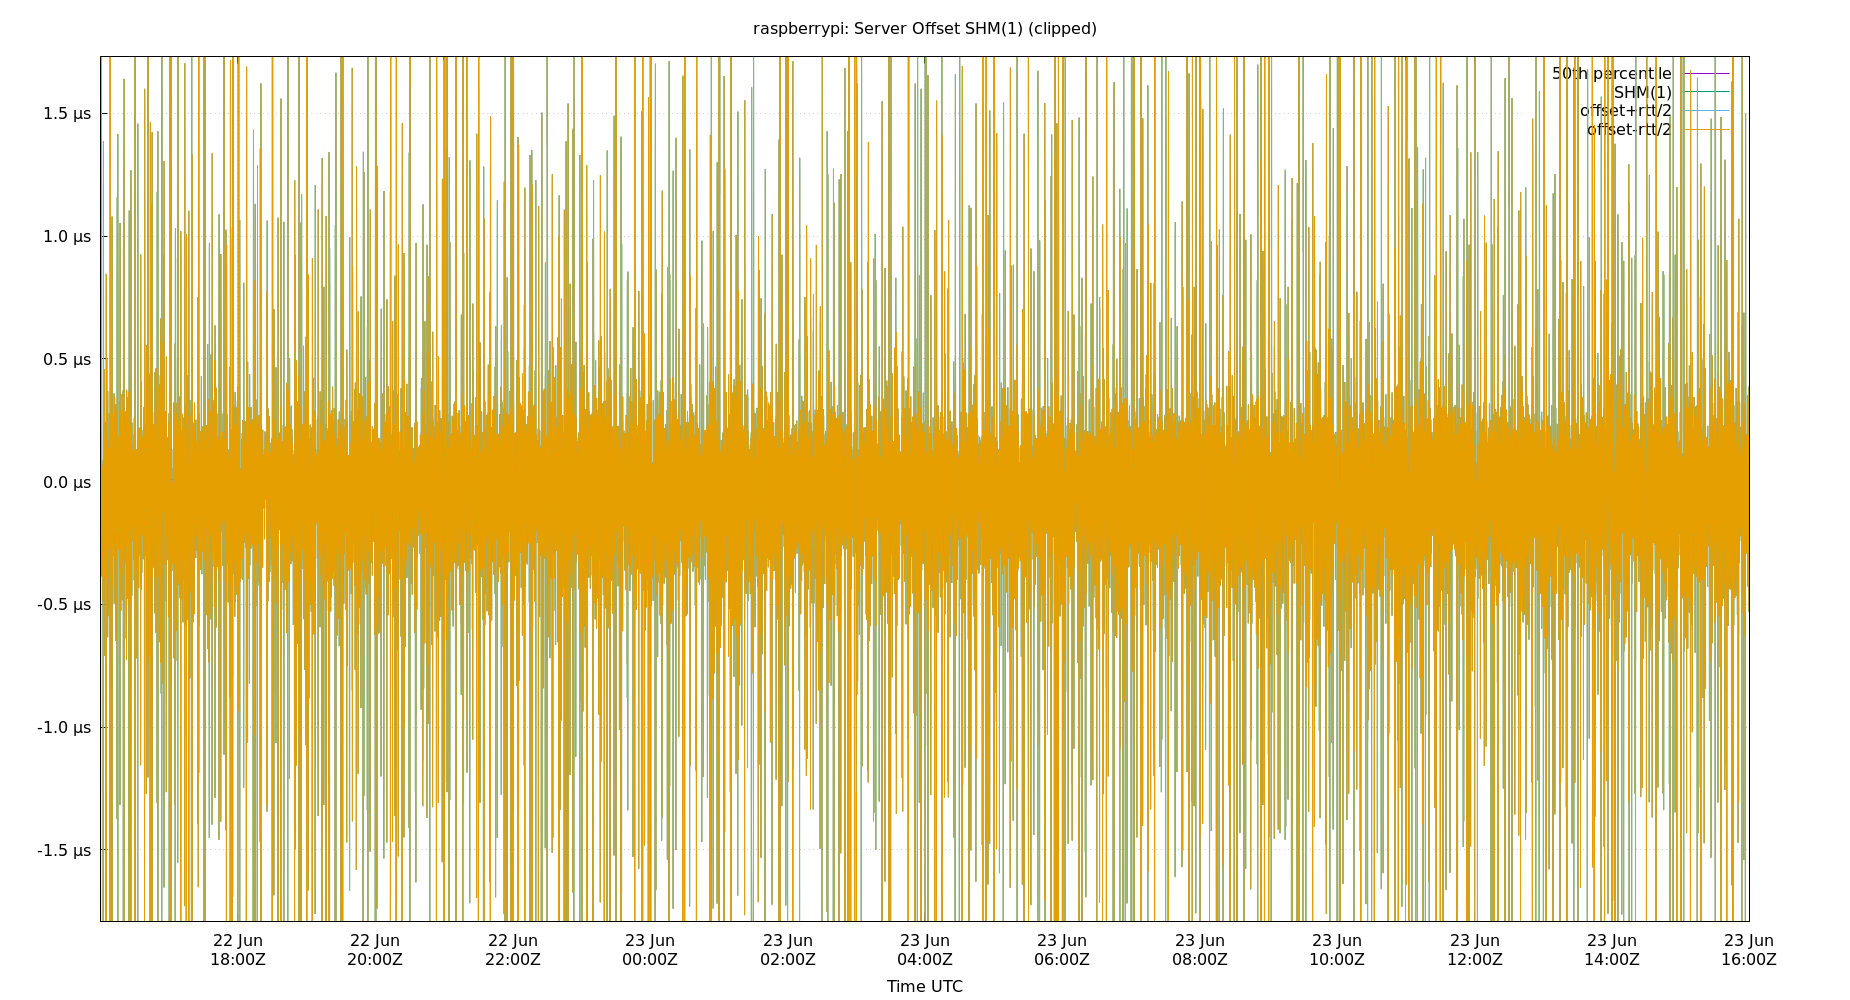 raspberrypi: Server Offset SHM(1) (clipped)
50th percentile
SHM(1)
offset+rtt/2
offset-rtt/2
1.5 µs
1.0 µs
0.5 µs
0.0 µs
-0.5 µs
-1.0 µs
-1.5 µs
22 Jun 22 Jun 22 Jun 23 Jun 23 Jun 23 Jun 23 Jun 23 Jun 23 Jun 23 Jun 23 Jun 23 Jun
18:00Z 20:00Z 22:00Z 00:00Z 02:00Z 04:00Z 06:00Z 08:00Z 10:00Z 12:00Z 14:00Z 16:00Z
Time UTC